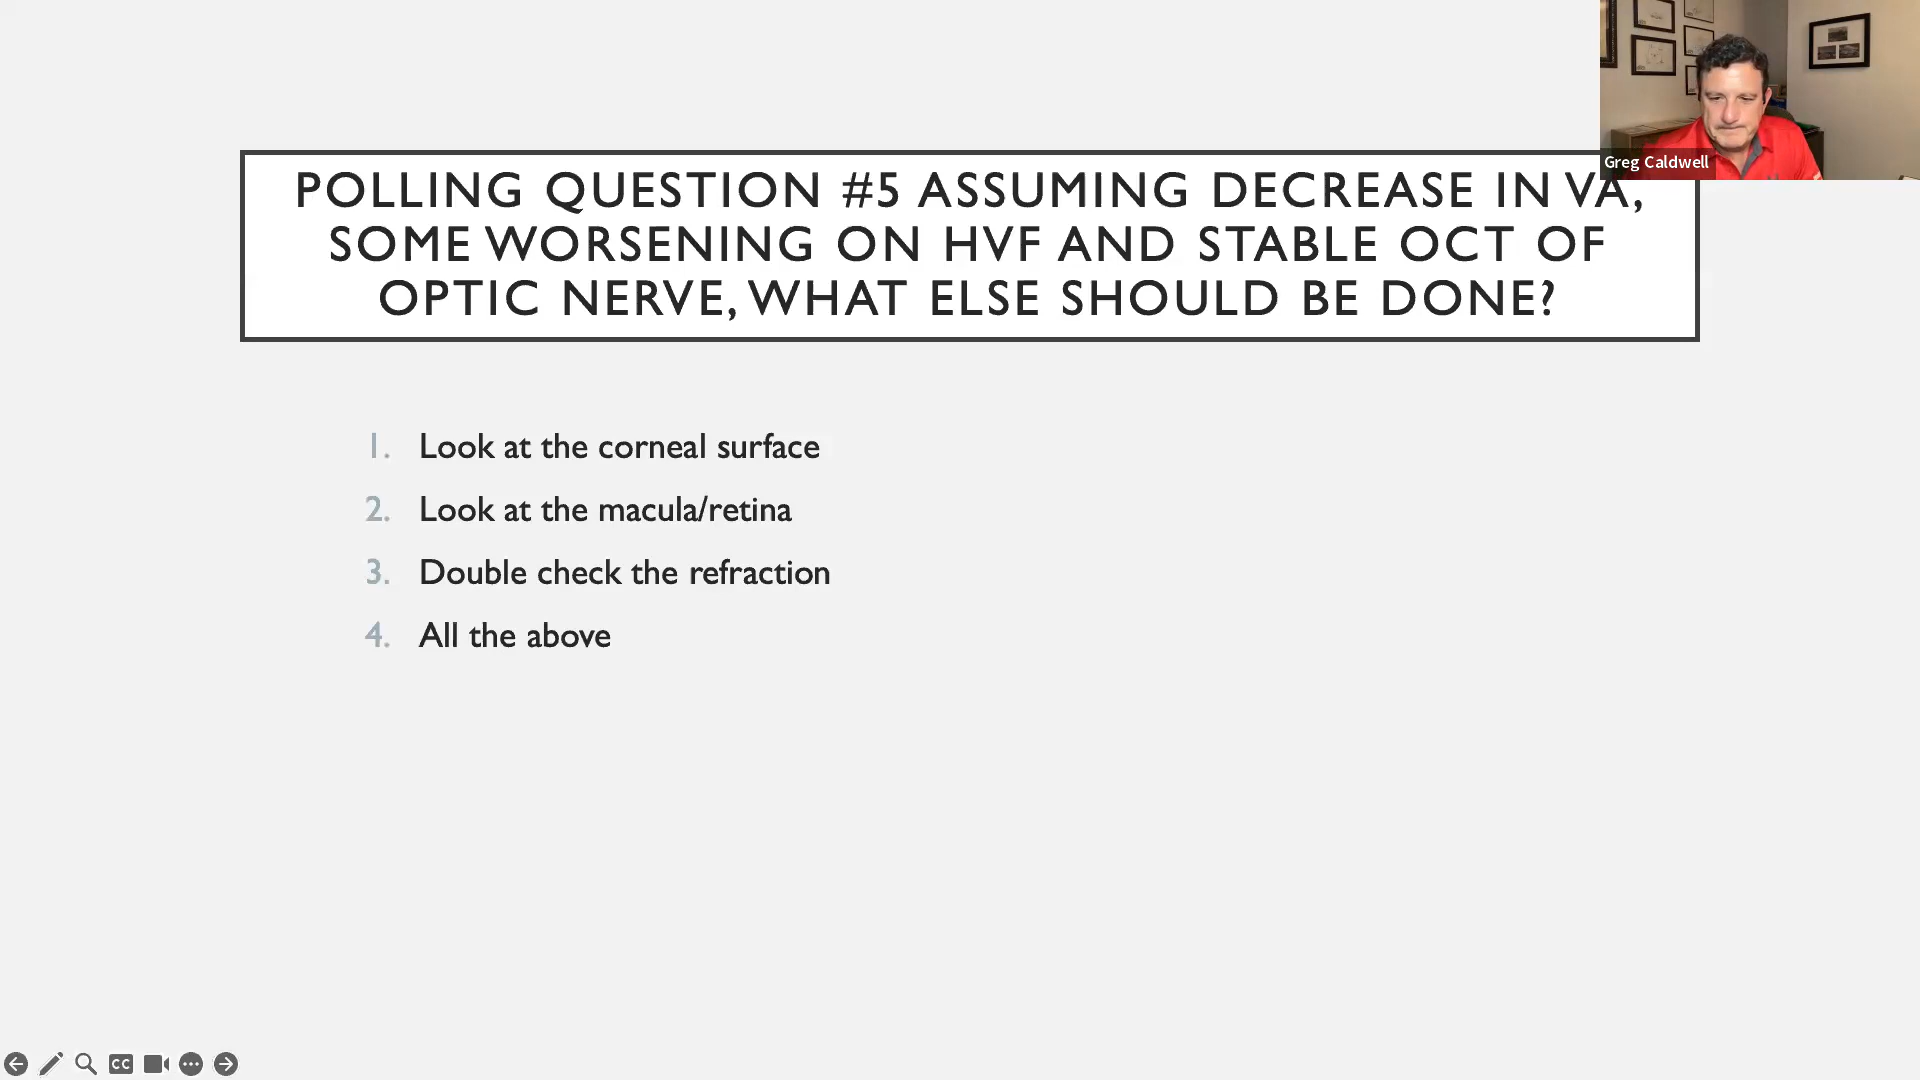 Greg Caldwell
POLLING QUESTION #5 ASSUMING DECREASE IN VA,
SOME WORSENING ON HVF AND STABLE OCT OF
OPTIC NERVE, WHAT ELSE SHOULD BE DONE?
1. Look at the corneal surface
2. Look at the macula/retina
3. Double check the refraction
4. All the above
CC